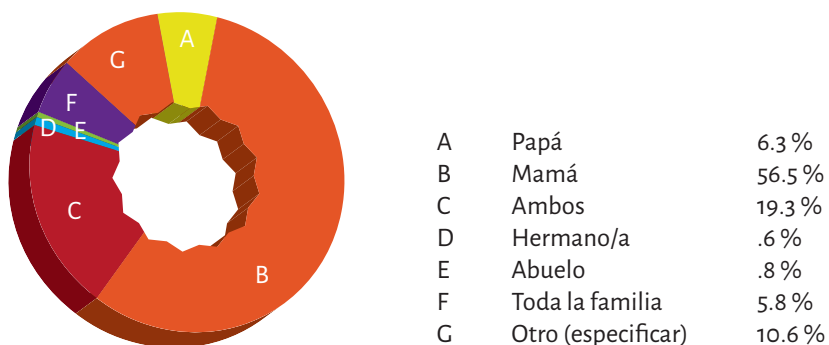 A
G
F
D
E
C
B
A Papá 6.3 %
B Mamá 56.5 %
C Ambos 19.3 %
D Hermano/a .6 %
E Abuelo .8 %
F Toda la familia 5.8 %
G Otro (especificar) 10.6 %